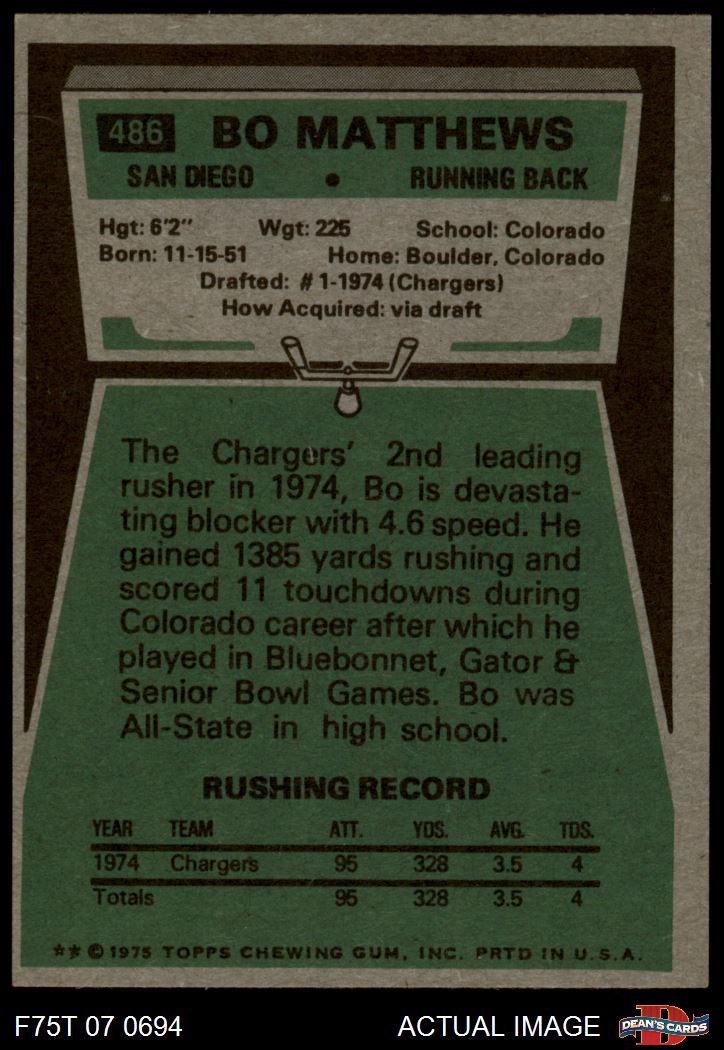 486 BO MATTHEWS
SAN DIEGO • RUNNING BACK
Hgt: 6'2" Wgt: 225 School: Colorado
Born: 11-15-51 Home: Boulder, Colorado
Drafted: #1-1974 (Chargers)
How Acquired: via draft
The Chargers' 2nd leading
rusher in 1974, Bo is devasta-
ting blocker with 4.6 speed. He
gained 1385 yards rushing and
scored 11 touchdowns during
Colorado career after which he
played in Bluebonnet, Gator &
Senior Bowl Games. Bo was
All-State in high school.
RUSHING RECORD
YEAR TEAM ATT. YDS. AVG. TDS.
1974 Chargers 95 328 3.5 4
Totals 95 328 3.5 4
** © 1975 TOPPS CHEWING GUM, INC. PRTD IN U.S.A.
F75T 07 0694 ACTUAL IMAGE D DEAN'S CARDS